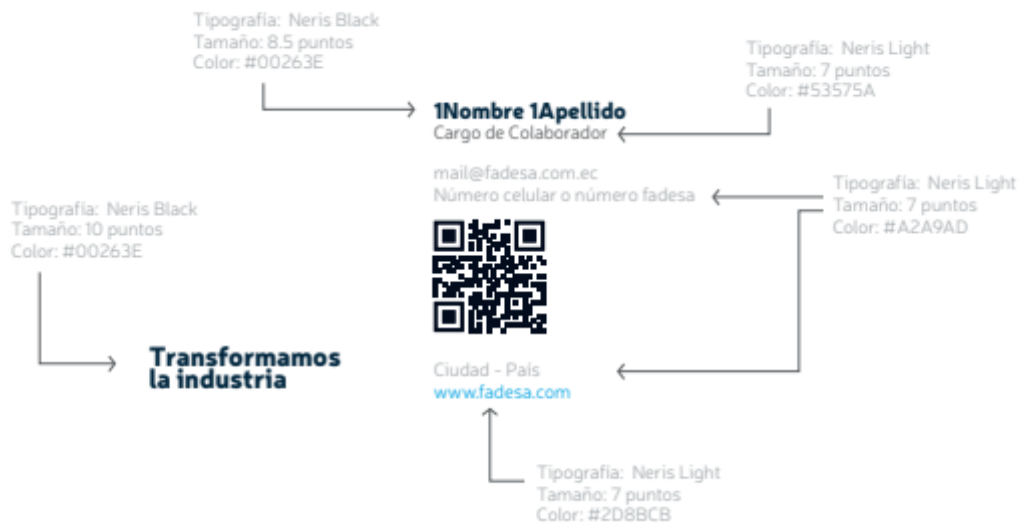 Tipografía: Neris Black
Tamaño: 8.5 puntos
Color: #00263E
Tipografía: Neris Light
Tamaño: 7 puntos
Color: #53575A
1Nombre 1Apellido
Cargo de Colaborador
mail@fadesa.com.ec
Número celular o número fadesa
Tipografía: Neris Light
Tamaño: 7 puntos
Color: #A2A9AD
Tipografía: Neris Black
Tamaño: 10 puntos
Color: #00263E
Transformamos
la industria
Ciudad - País
www.fadesa.com
Tipografía: Neris Light
Tamaño: 7 puntos
Color: #2D8BCB